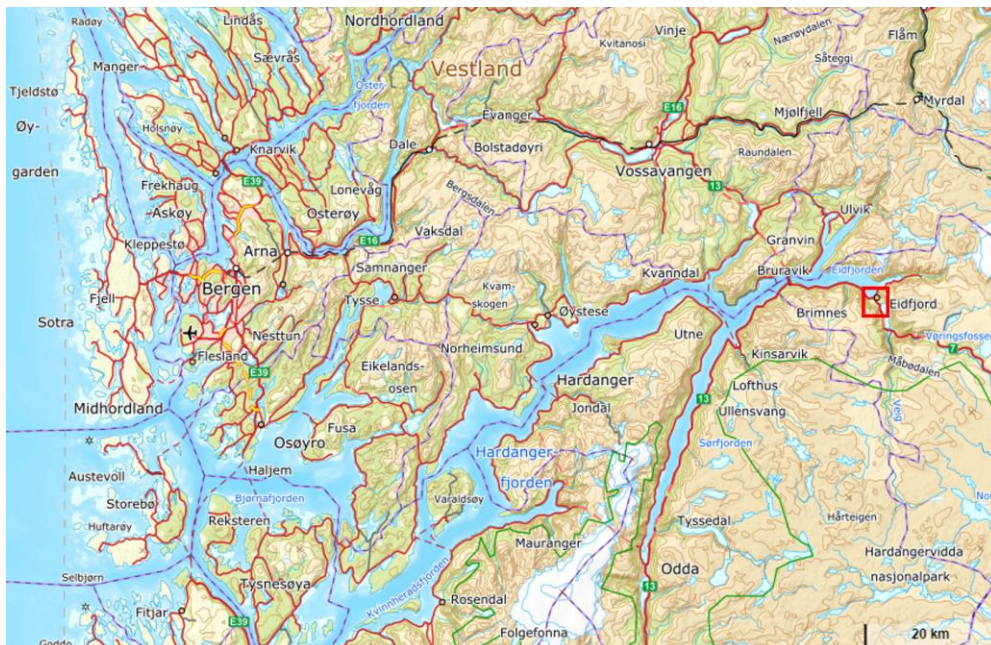 Radøy
Lindås
Nordhordland
Vinje
Nærøydalen
Flåm
Kvitanosi
Såteggi
Sævrås
Manger
Vestland
Tjeldstø
Oster-
fjorden
Myrdal
Øy-
garden
Holsnøy
Evanger
E16
Mjølfjell
Knarvik
Dale
Bolstadøyri
Raundalen
Vossavangen
Frekhaug
E39
Lonevåg
Bergsdalen
13
Askøy
Osterøy
Ulvik
Vaksdal
Granvin
Kleppestø
Arna
E16
Samnanger
Kvanndal
Bruravik
Eidfjorden
Bergen
Fjell
Tysse
Kvam-
skogen
Øystese
Brimnes
Eidfjord
Sotra
Nesttun
Utne
Vøringsfossen
Norheimsund
7
Flesland
Eikelands-
osen
Kinsarvik
Måbødalen
E39
Hardanger
Lofthus
Midhordland
Jondal
13
Ullensvang
Veig
Osøyro
Fusa
Sørfjorden
Hardanger-
fjorden
Haljem
Austevoll
Varaldsøy
Storebø
Bjørnafjorden
Huftarøy
Reksteren
Tyssedal
Hårteigen
Mauranger
Hardangervidda
nasjonalpark
Odda
Selbjørn
Tysnesøya
Kvinnheradsfjorden
13
Rosendal
Fitjar
E39
Folgefonna
20 km